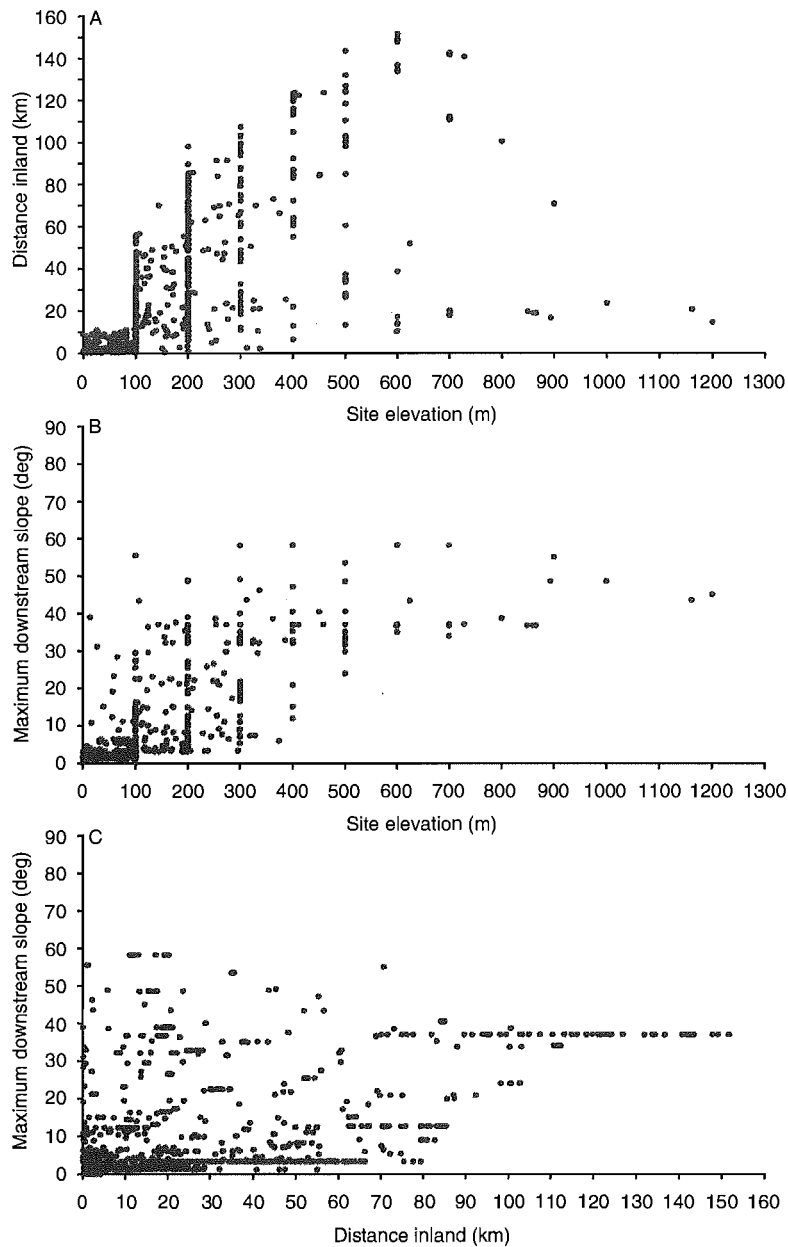 A
160
140
120
100
80
60
40
20
0
Distance inland (km)
0 100 200 300 400 500 600 700 800 900 1000 1100 1200 1300
Site elevation (m)
B
90
80
70
60
50
40
30
20
10
0
Maximum downstream slope (deg)
0 100 200 300 400 500 600 700 800 900 1000 1100 1200 1300
Site elevation (m)
C
90
80
70
60
50
40
30
20
10
0
Maximum downstream slope (deg)
0 10 20 30 40 50 60 70 80 90 100 110 120 130 140 150 160
Distance inland (km)